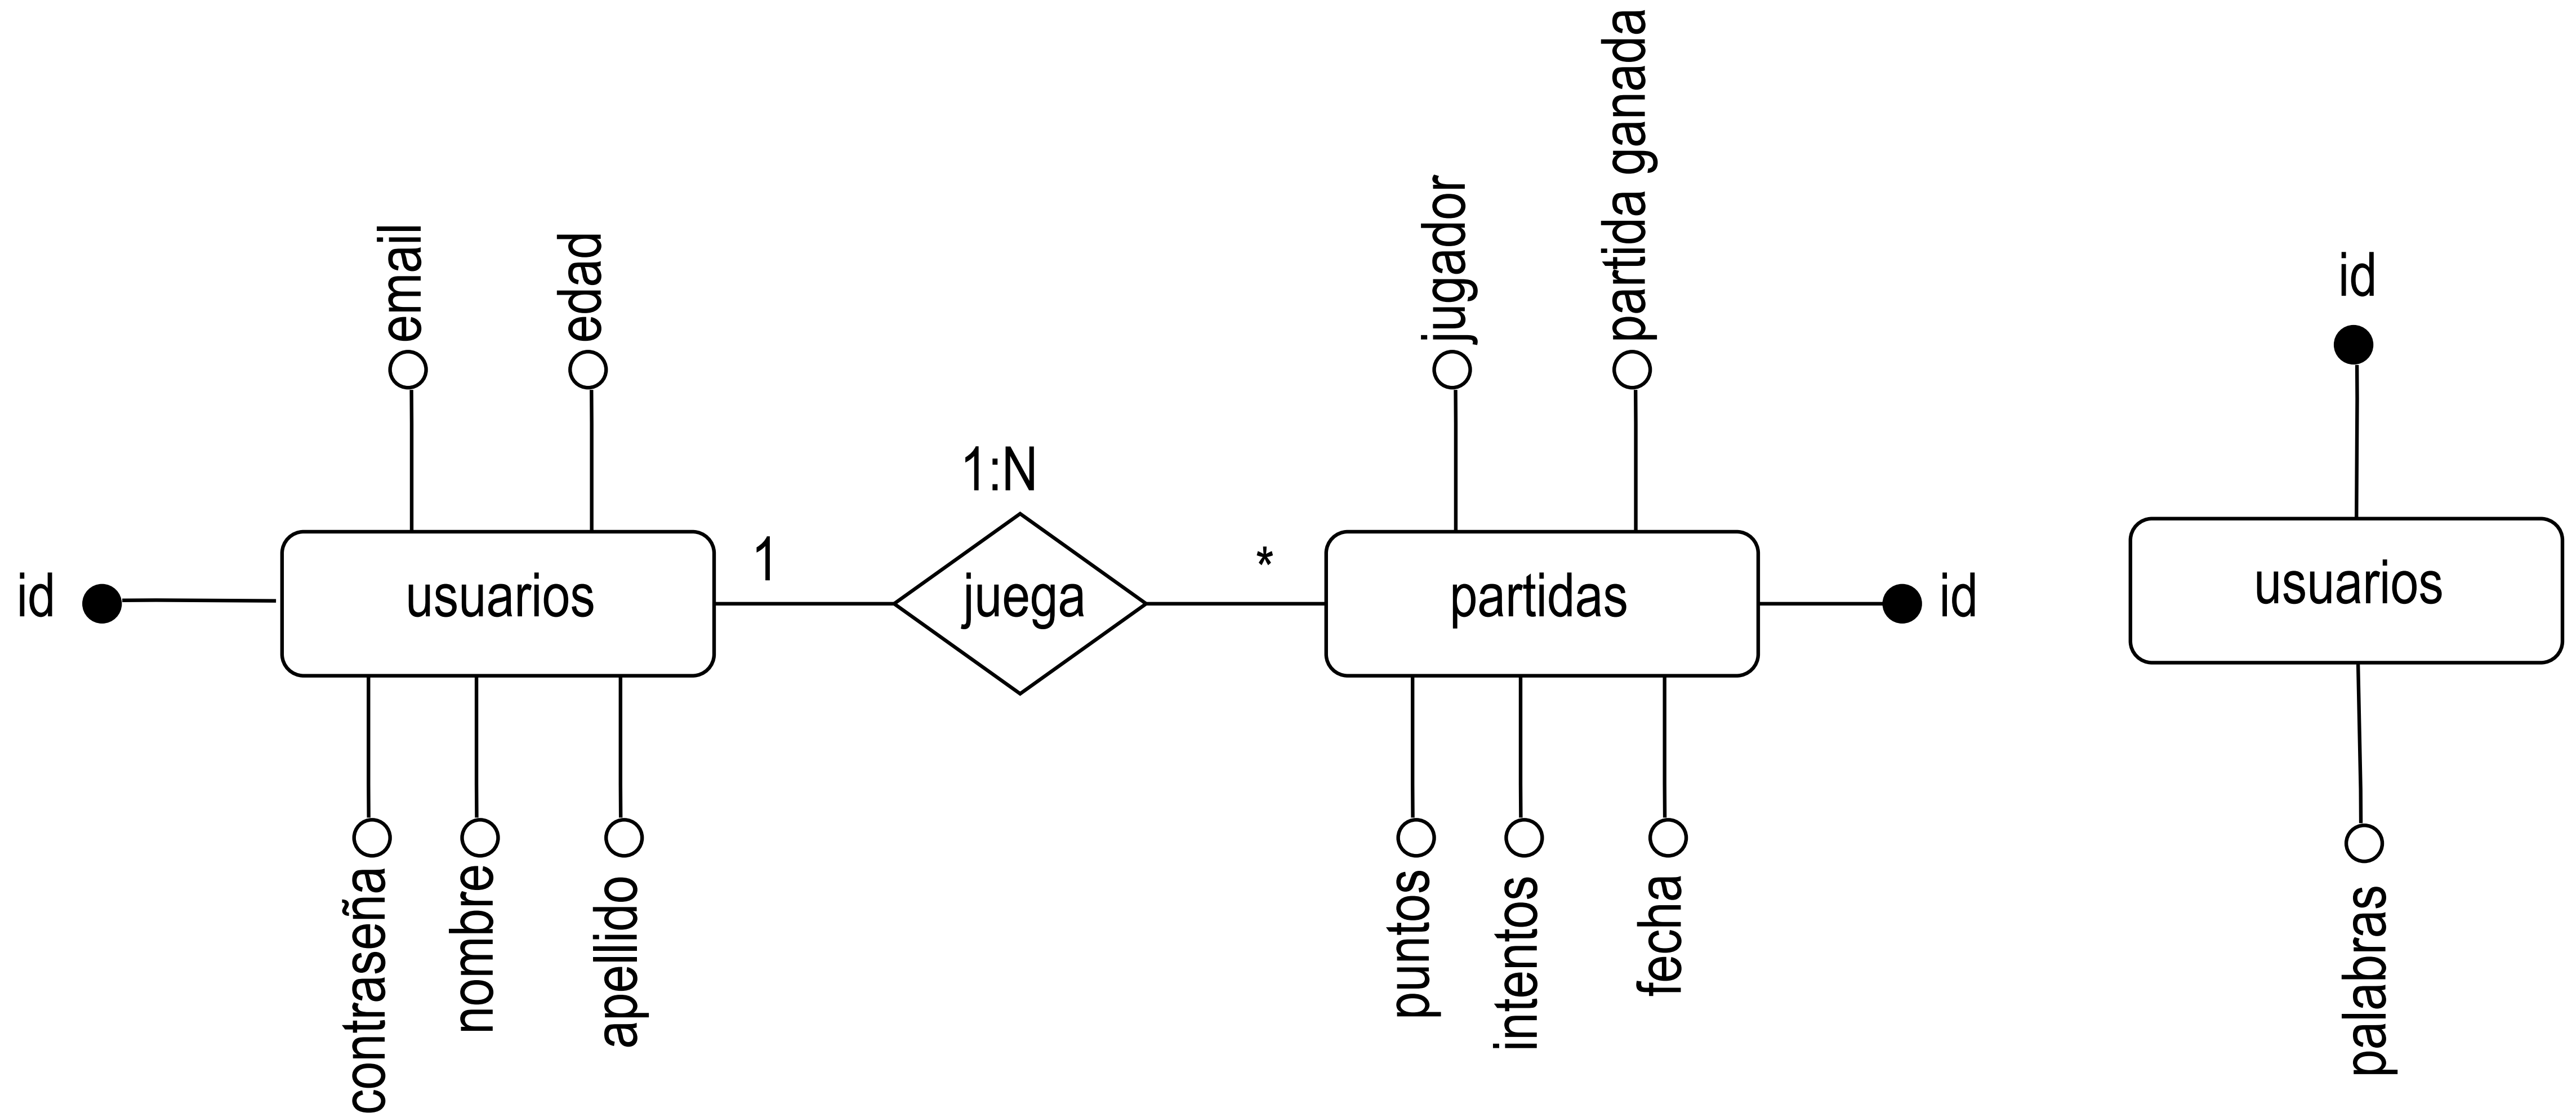 email
edad
jugador
partida ganada
id
1:N
1
*
id
usuarios
juega
partidas
id
usuarios
contraseña
nombre
apellido
puntos
intentos
fecha
palabras